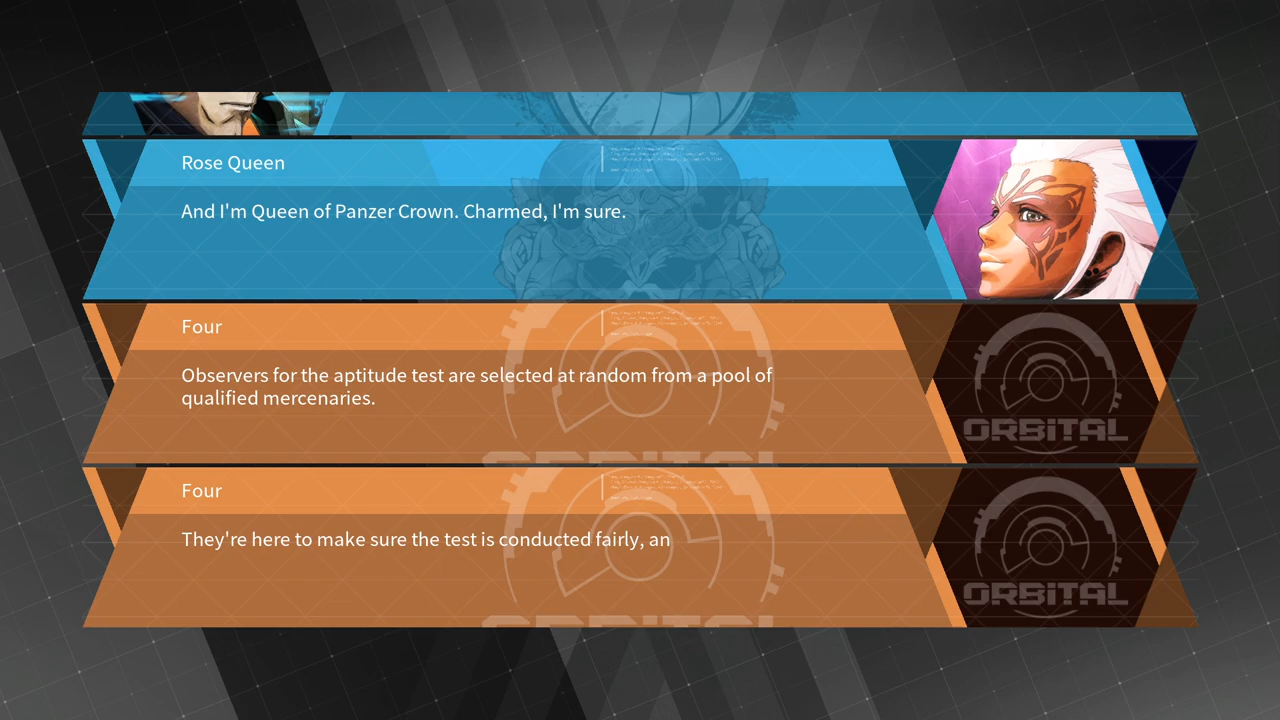 Rose Queen
And I'm Queen of Panzer Crown. Charmed, I'm sure.
Four
Observers for the aptitude test are selected at random from a pool of
qualified mercenaries.
ORBITAL
Four
They're here to make sure the test is conducted fairly, an
ORBITAL